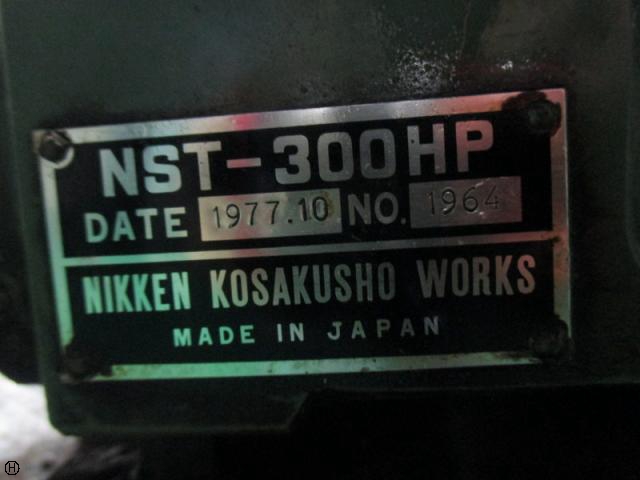 NST-300HP
DATE 1977.10 NO. 1964
NIKKEN KOSAKUSHO WORKS
MADE IN JAPAN
H